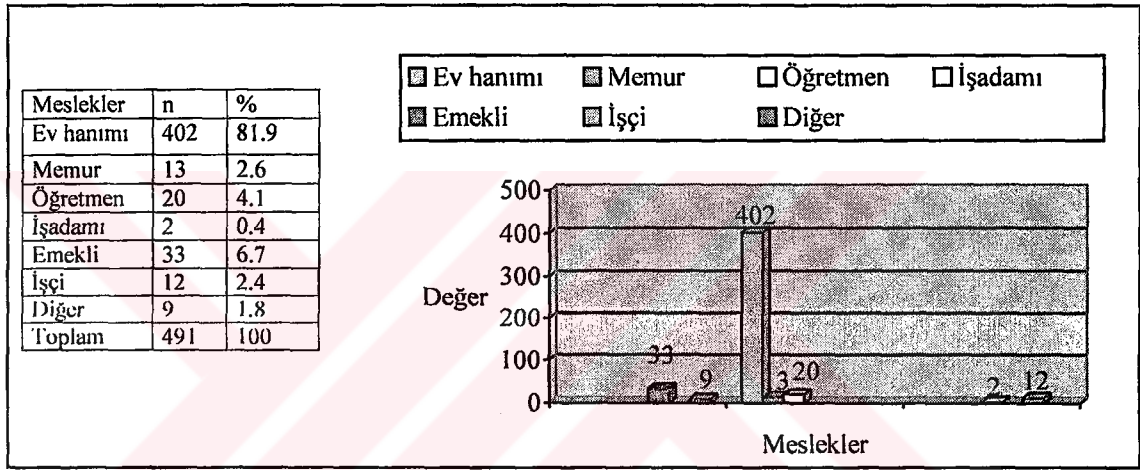 Meslekler n %
Ev hanımı 402 81.9
Memur 13 2.6
Öğretmen 20 4.1
İşadamı 2 0.4
Emekli 33 6.7
İşçi 12 2.4
Diğer 9 1.8
Toplam 491 100
Ev hanımı Memur Öğretmen İşadamı
Emekli İşçi Diğer
500
400
300
200
100
0
Değer
33
9
402
3
20
2
12
Meslekler